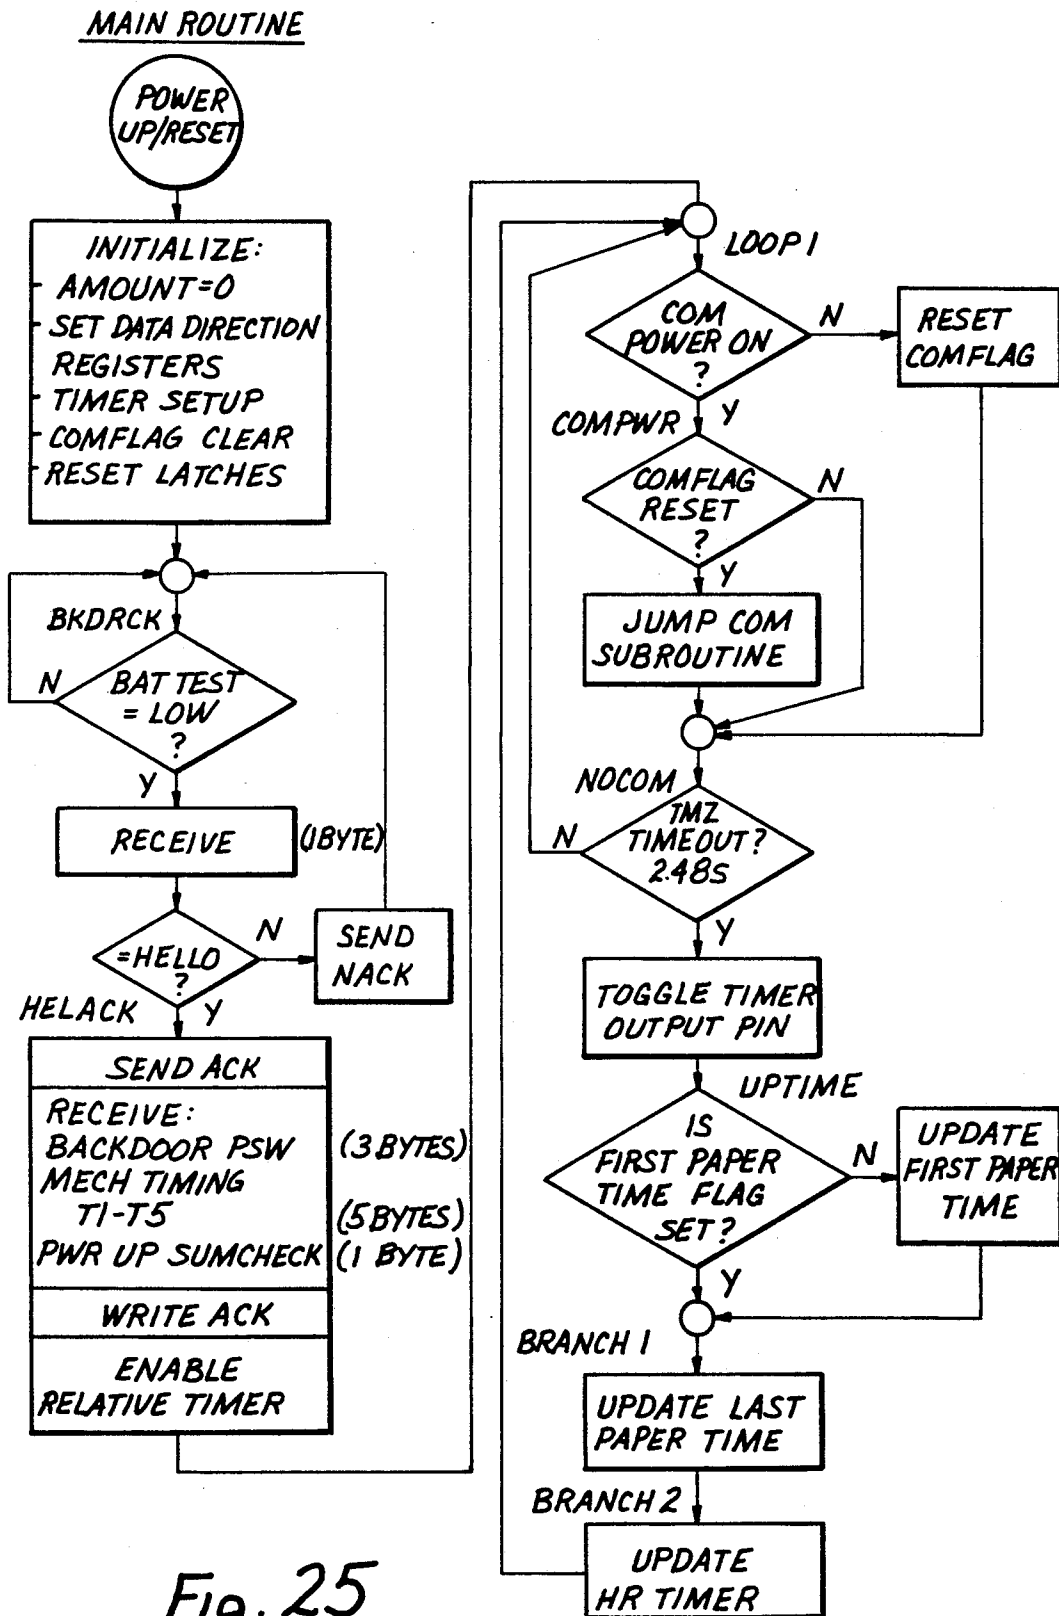 MAIN ROUTINE
POWER
UP/RESET
INITIALIZE:
- AMOUNT=0
- SET DATA DIRECTION
REGISTERS
- TIMER SETUP
- COMFLAG CLEAR
- RESET LATCHES
BKDRCK
N
BAT TEST
= LOW
?
Y
RECEIVE
(1BYTE)
=HELLO
?
N
SEND
NACK
HELACK
Y
SEND ACK
RECEIVE:
BACKDOOR PSW (3 BYTES)
MECH TIMING
T1-T5 (5 BYTES)
PWR UP SUMCHECK (1 BYTE)
WRITE ACK
ENABLE
RELATIVE TIMER
LOOP 1
COM
POWER ON
?
N
RESET
COMFLAG
COMPWR
Y
COMFLAG
RESET
?
N
Y
JUMP COM
SUBROUTINE
NOCOM
TMZ
TIMEOUT?
2.48S
N
Y
TOGGLE TIMER
OUTPUT PIN
UPTIME
IS
FIRST PAPER
TIME FLAG
SET?
N
UPDATE
FIRST PAPER
TIME
Y
BRANCH 1
UPDATE LAST
PAPER TIME
BRANCH 2
UPDATE
HR TIMER
Fig. 25